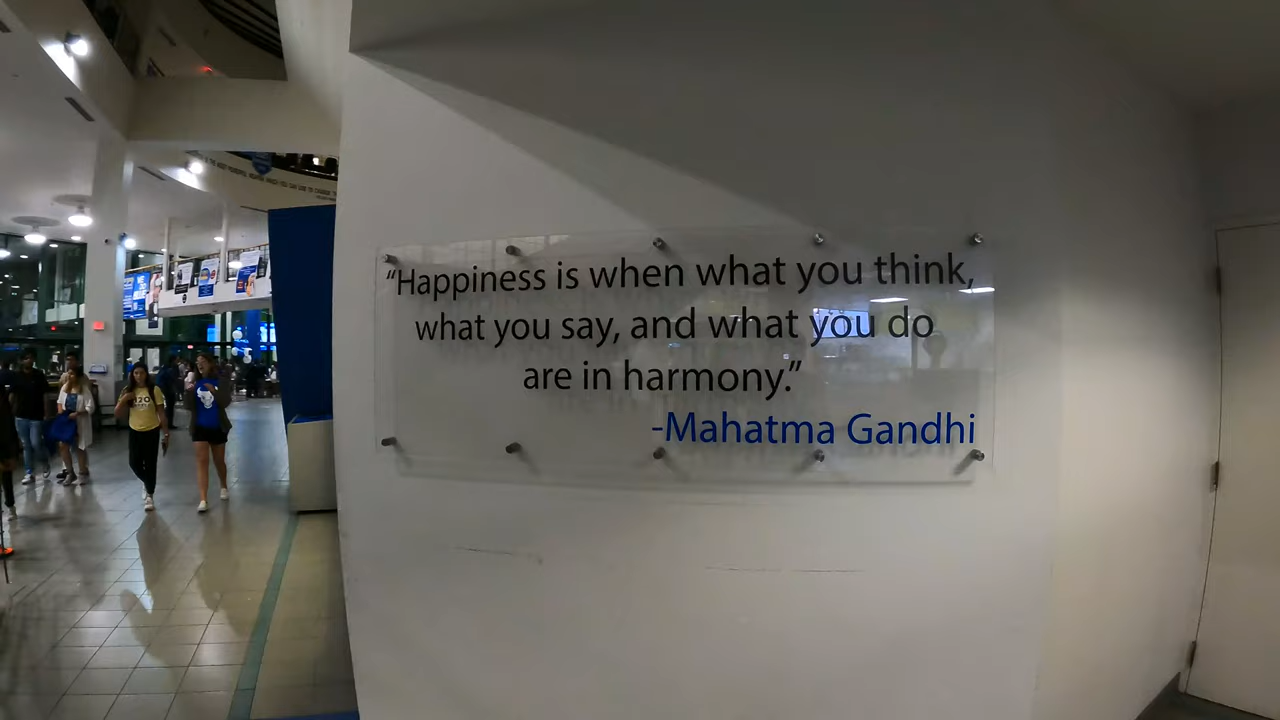 “Happiness is when what you think,
what you say, and what you do
are in harmony.”
-Mahatma Gandhi